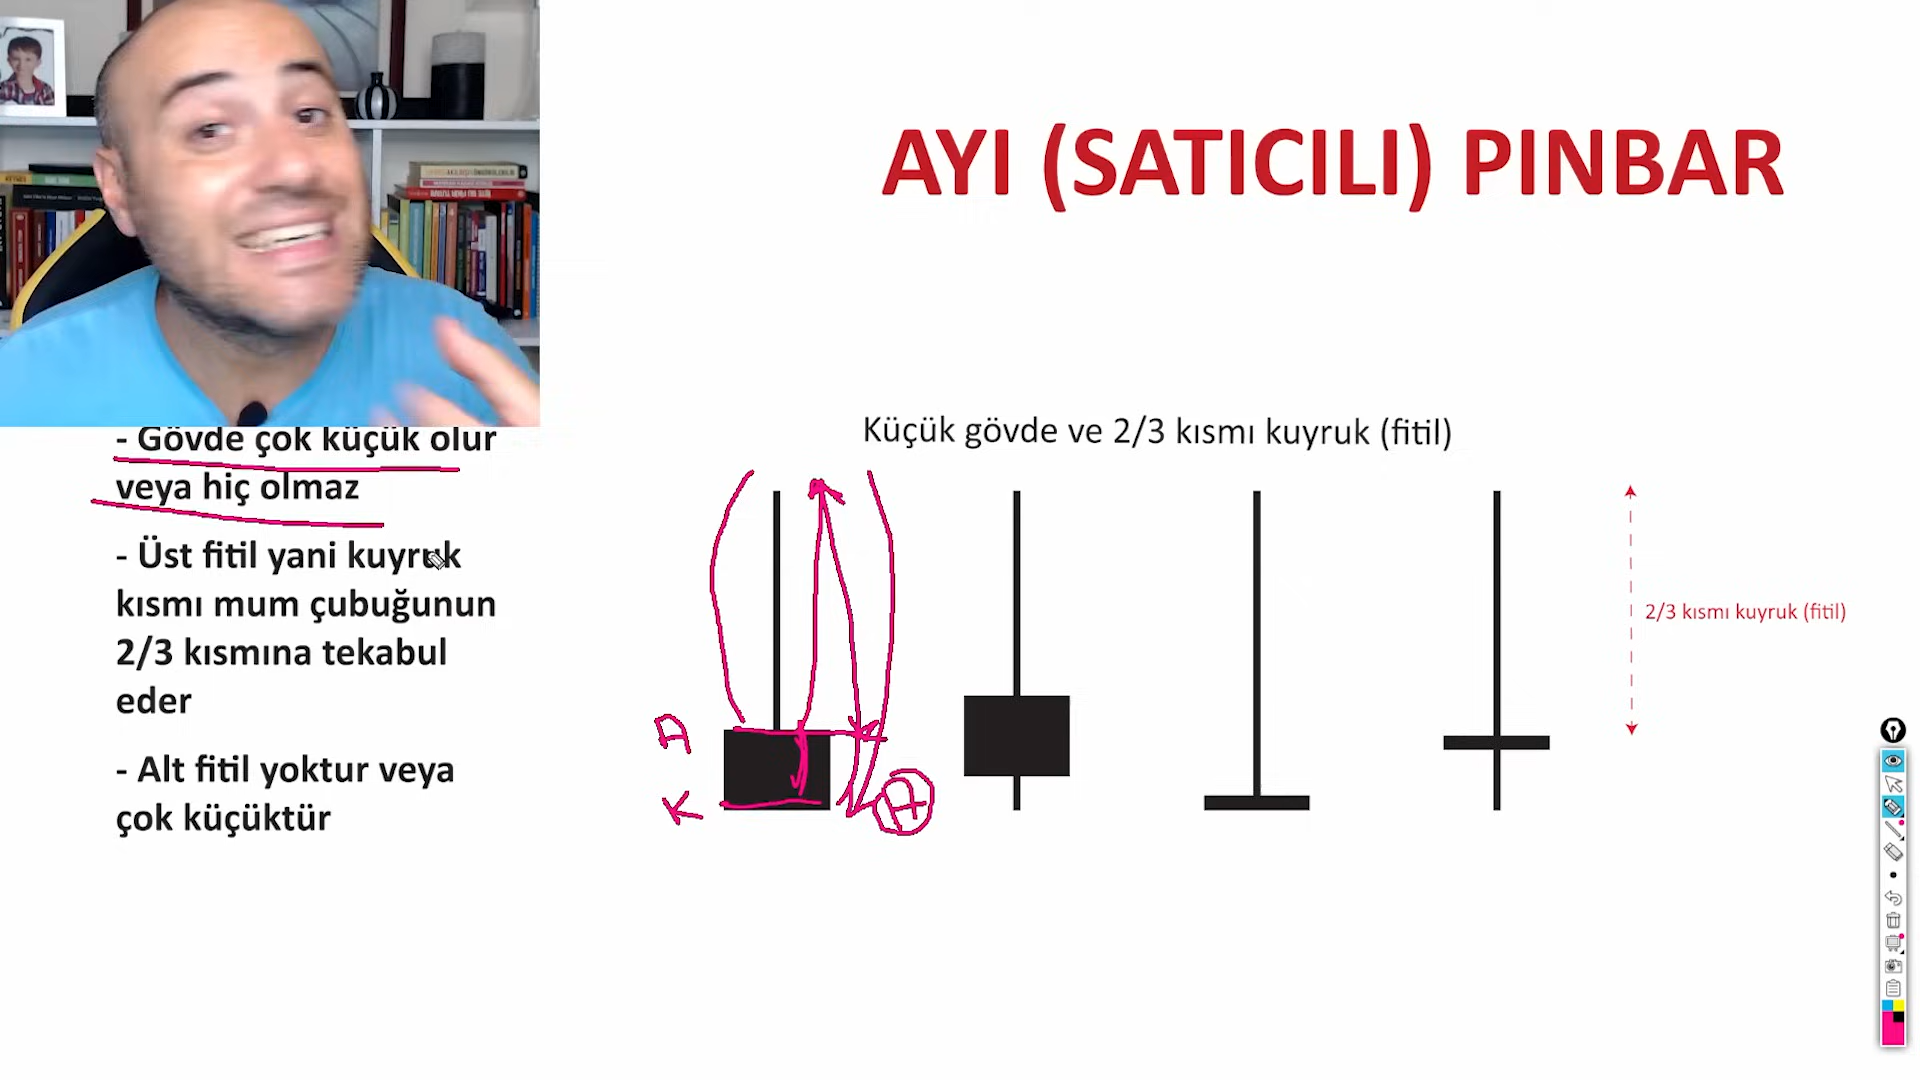 AYI (SATICILI) PINBAR
- Gövde çok küçük olur
veya hiç olmaz
- Üst fitil yani kuyruk
kısmı mum çubuğunun
2/3 kısmına tekabul
eder
- Alt fitil yoktur veya
çok küçüktür
Küçük gövde ve 2/3 kısmı kuyruk (fitil)
2/3 kısmı kuyruk (fitil)
D
K